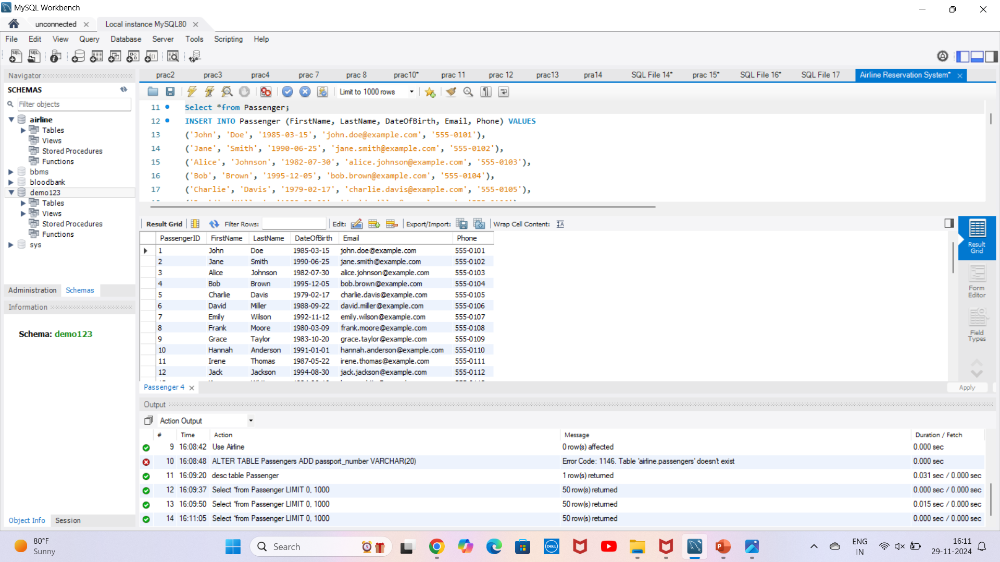 MySQL Workbench
unconnected
Local instance MySQL80
File Edit View Query Database Server Tools Scripting Help
Navigator
SCHEMAS
Filter objects
airline
Tables
Views
Stored Procedures
Functions
bbms
bloodbank
demo123
Tables
Views
Stored Procedures
Functions
sys
Administration Schemas
Information
Schema: demo123
Object Info Session
prac2 prac3 prac4 prac 7 prac 8 prac10* prac 11 prac 12 prac13 pra14 SQL File 14* prac 15* SQL File 16* SQL File 17 Airline Reservation System*
Limit to 1000 rows
11 Select *from Passenger;
12 INSERT INTO Passenger (FirstName, LastName, DateOfBirth, Email, Phone) VALUES
13 ('John', 'Doe', '1985-03-15', 'john.doe@example.com', '555-0101'),
14 ('Jane', 'Smith', '1990-06-25', 'jane.smith@example.com', '555-0102'),
15 ('Alice', 'Johnson', '1982-07-30', 'alice.johnson@example.com', '555-0103'),
16 ('Bob', 'Brown', '1995-12-05', 'bob.brown@example.com', '555-0104'),
17 ('Charlie', 'Davis', '1979-02-17', 'charlie.davis@example.com', '555-0105'),
Result Grid Filter Rows: Edit: Export/Import: Wrap Cell Content:
PassengerID FirstName LastName DateOfBirth Email Phone
1 John Doe 1985-03-15 john.doe@example.com 555-0101
2 Jane Smith 1990-06-25 jane.smith@example.com 555-0102
3 Alice Johnson 1982-07-30 alice.johnson@example.com 555-0103
4 Bob Brown 1995-12-05 bob.brown@example.com 555-0104
5 Charlie Davis 1979-02-17 charlie.davis@example.com 555-0105
6 David Miller 1988-09-22 david.miller@example.com 555-0106
7 Emily Wilson 1992-11-12 emily.wilson@example.com 555-0107
8 Frank Moore 1980-03-09 frank.moore@example.com 555-0108
9 Grace Taylor 1983-10-20 grace.taylor@example.com 555-0109
10 Hannah Anderson 1991-01-01 hannah.anderson@example.com 555-0110
11 Irene Thomas 1987-05-22 irene.thomas@example.com 555-0111
12 Jack Jackson 1994-08-30 jack.jackson@example.com 555-0112
Result Grid
Form Editor
Field Types
Passenger 4
Apply
Output
Action Output
# Time Action Message Duration / Fetch
9 16:08:42 Use Airline 0 row(s) affected 0.000 sec
10 16:08:48 ALTER TABLE Passengers ADD passport_number VARCHAR(20) Error Code: 1146. Table 'airline.passengers' doesn't exist 0.000 sec
11 16:09:20 desc table Passenger 1 row(s) returned 0.031 sec / 0.000 sec
12 16:09:37 Select *from Passenger LIMIT 0, 1000 50 row(s) returned 0.000 sec / 0.000 sec
13 16:09:50 Select *from Passenger LIMIT 0, 1000 50 row(s) returned 0.015 sec / 0.000 sec
14 16:11:05 Select *from Passenger LIMIT 0, 1000 50 row(s) returned 0.000 sec / 0.000 sec
80°F
Sunny
Search
DELL
ENG
IN
16:11
29-11-2024